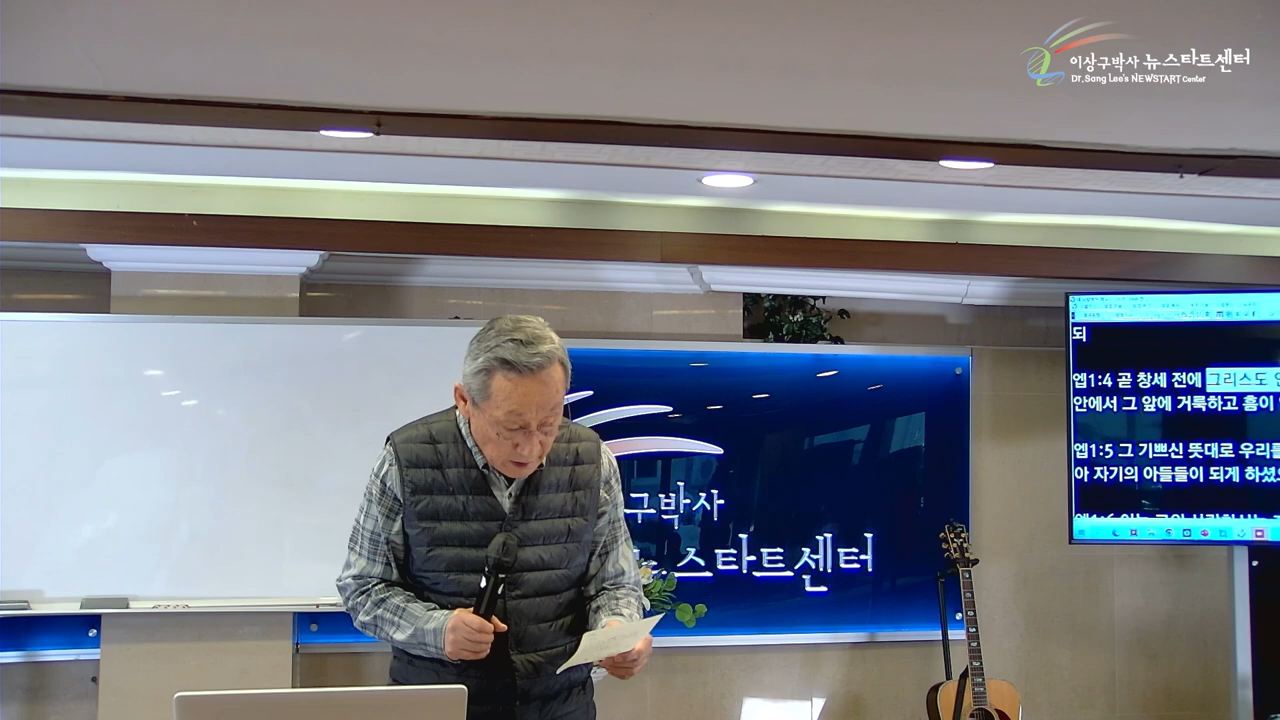 이상구박사 뉴스타트센터
Dr. Sang Lee's NEWSTART Center
되
엡1:4 곧 창세 전에 그리스도
안에서 그 앞에 거룩하고 흠이
엡1:5 그 기쁘신 뜻대로 우리를
아 자기의 아들들이 되게 하셨
구박사
스타트센터